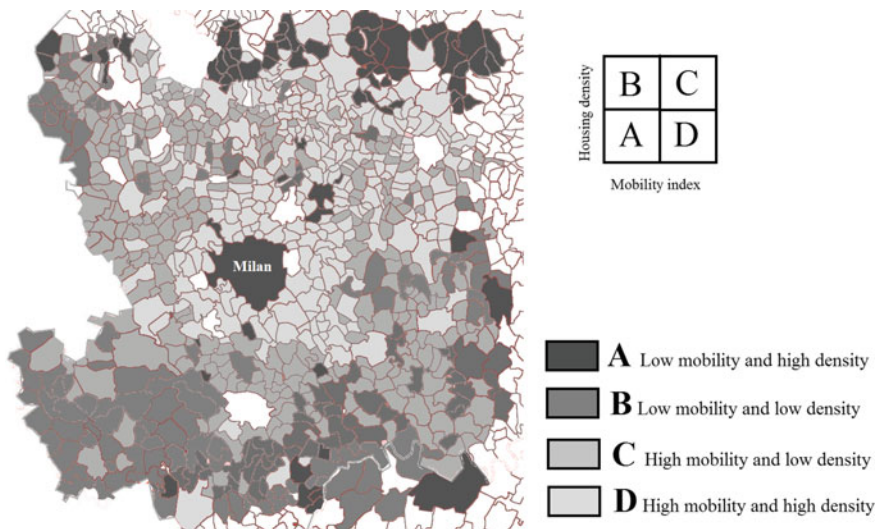 Milan
Housing density
B C
A D
Mobility index
A Low mobility and high density
B Low mobility and low density
C High mobility and low density
D High mobility and high density